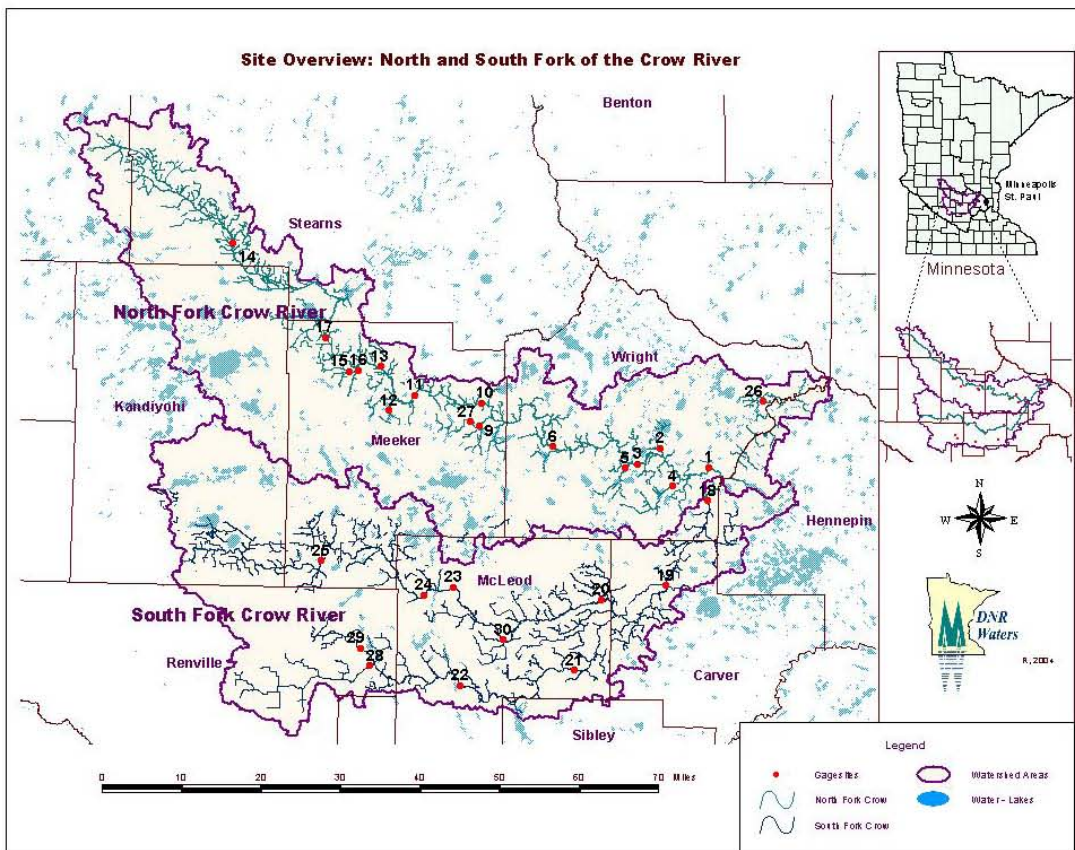 Site Overview: North and South Fork of the Crow River
Benton
Stearns
14
North Fork Crow River
17
15 16 13
Wright
Kandiyohi
11
10
12
27
9
Meeker
26
6
2
5 3
1
4
18
Hennepin
25
24 23
McLeod
20
19
South Fork Crow River
30
29
28
Renville
22
21
Carver
Sibley
0 10 20 30 40 50 60 70 Miles
Minneapolis
St. Paul
Minnesota
N
W E
S
DNR
Waters
R, 2004
Legend
Gagesites
Watershed Areas
North Fork Crow
Water - Lakes
South Fork Crow